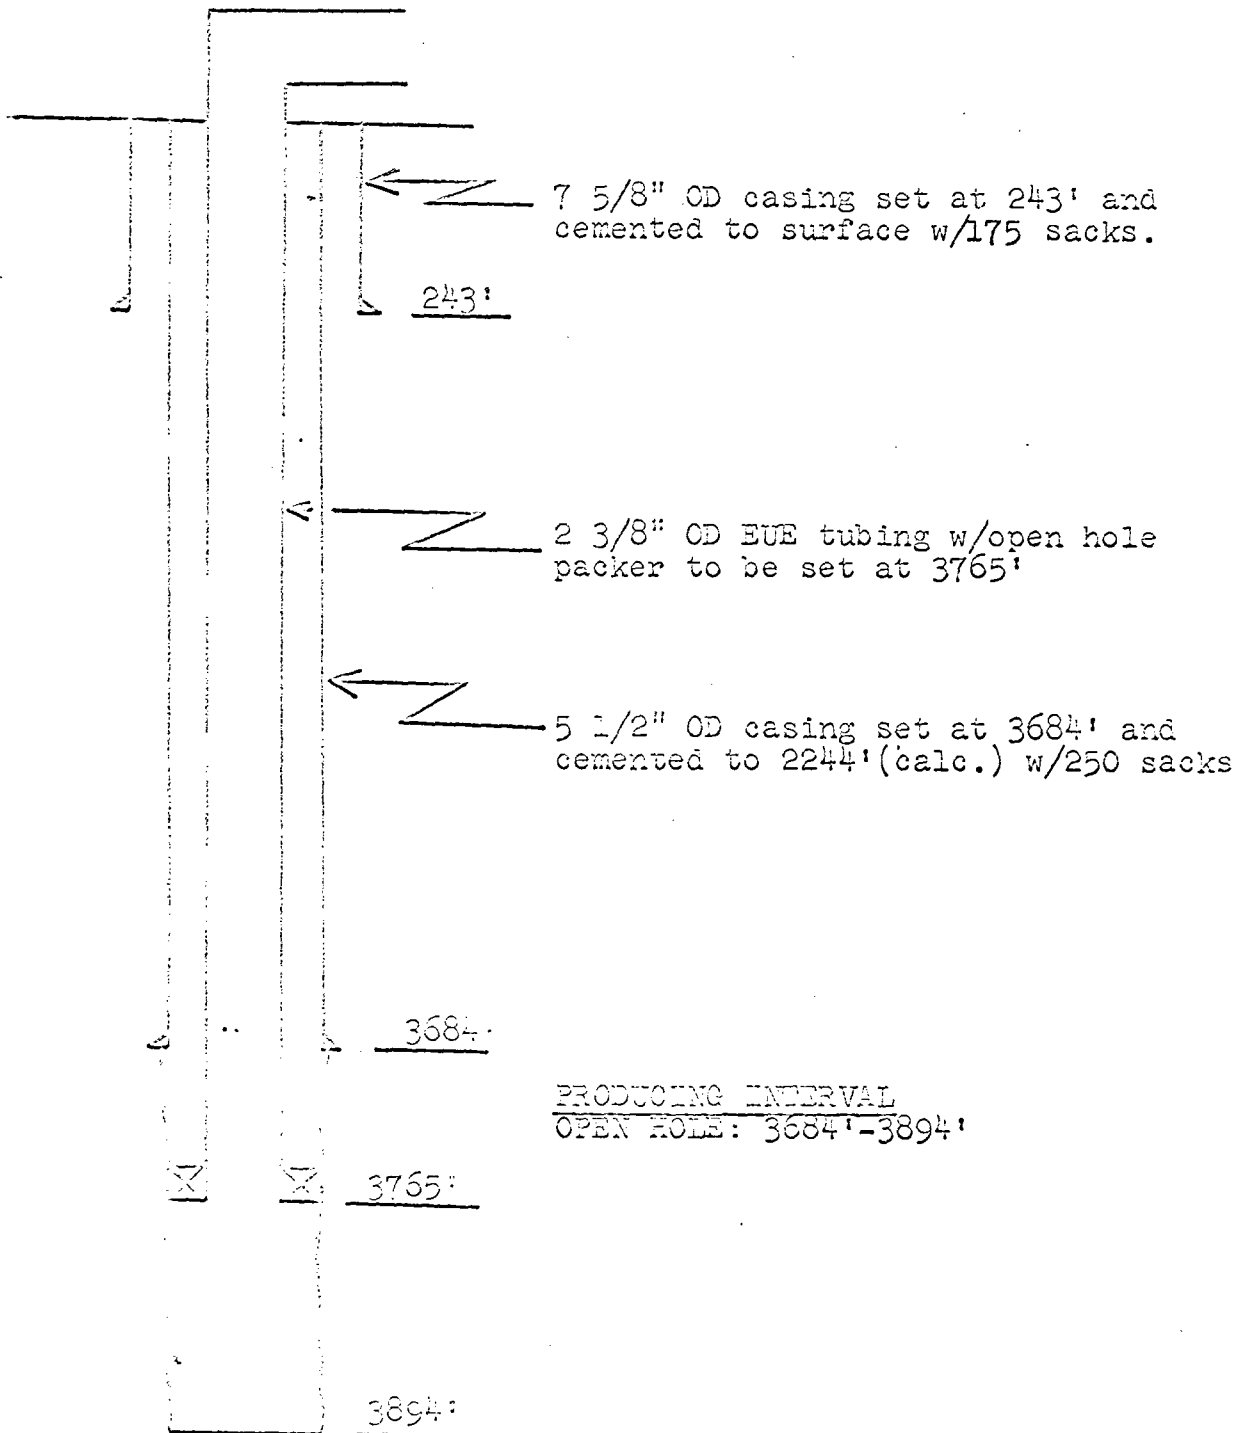 7 5/8" OD casing set at 243' and
cemented to surface w/175 sacks.
243'
2 3/8" OD EUE tubing w/open hole
packer to be set at 3765'
5 1/2" OD casing set at 3684' and
cemented to 2244'(calc.) w/250 sacks
3684'
PRODUCING INTERVAL
OPEN HOLE: 3684'-3894'
3765'
3894'